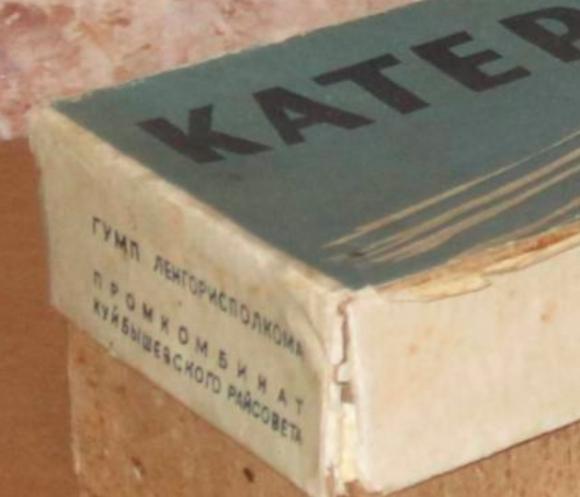 КАТЕР
ГУМП ЛЕНГОРИСПОЛКОМА
ПРОМКОМБИНАТ
КУЙБЫШЕВСКОГО РАЙСОВЕТА